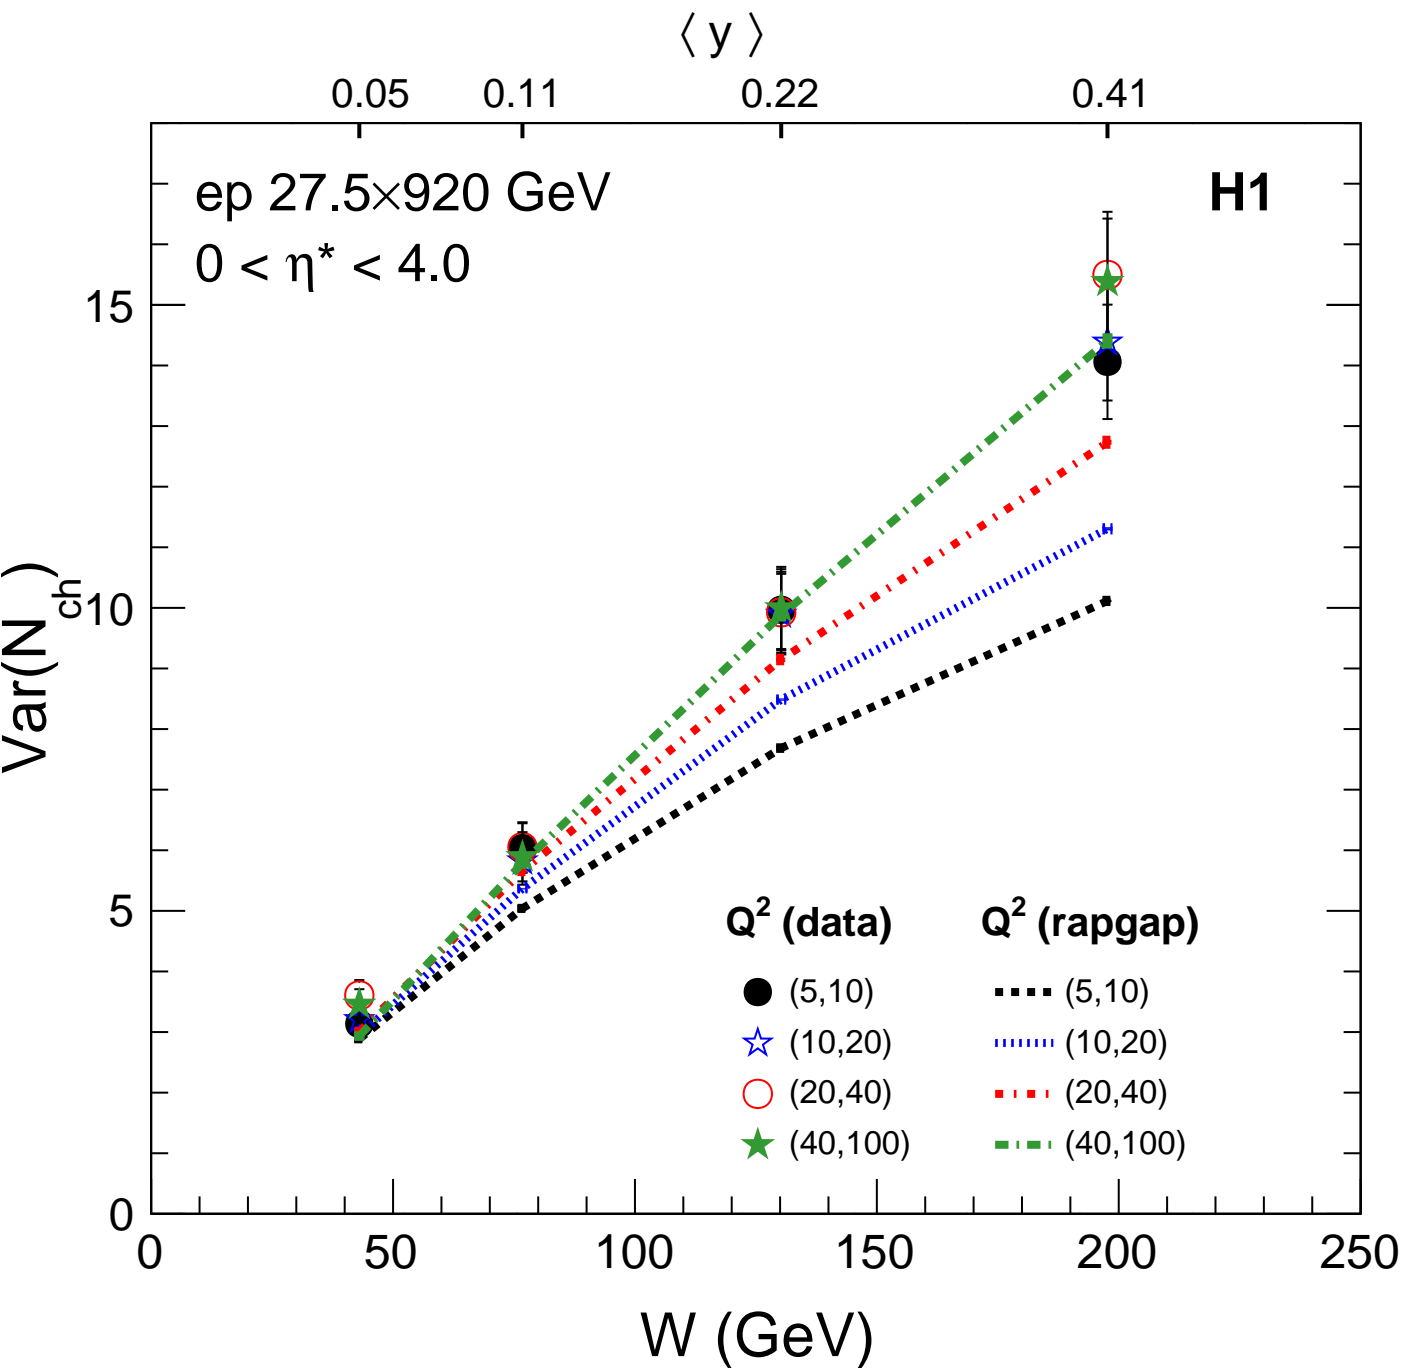 ⟨ y ⟩
0.05 0.11 0.22 0.41
ep 27.5×920 GeV
H1
0 < η* < 4.0
15
10
5
0
Var(N_ch)
Q² (data) Q² (rapgap)
(5,10) (5,10)
(10,20) (10,20)
(20,40) (20,40)
(40,100) (40,100)
0 50 100 150 200 250
W (GeV)